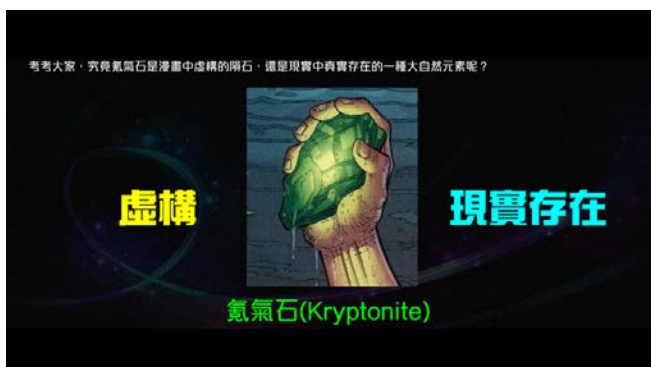 考考大家，究竟氪氣石是漫畫中虛構的隕石，還是現實中真實存在的一種大自然元素呢？
虛構
現實存在
氪氣石(Kryptonite)